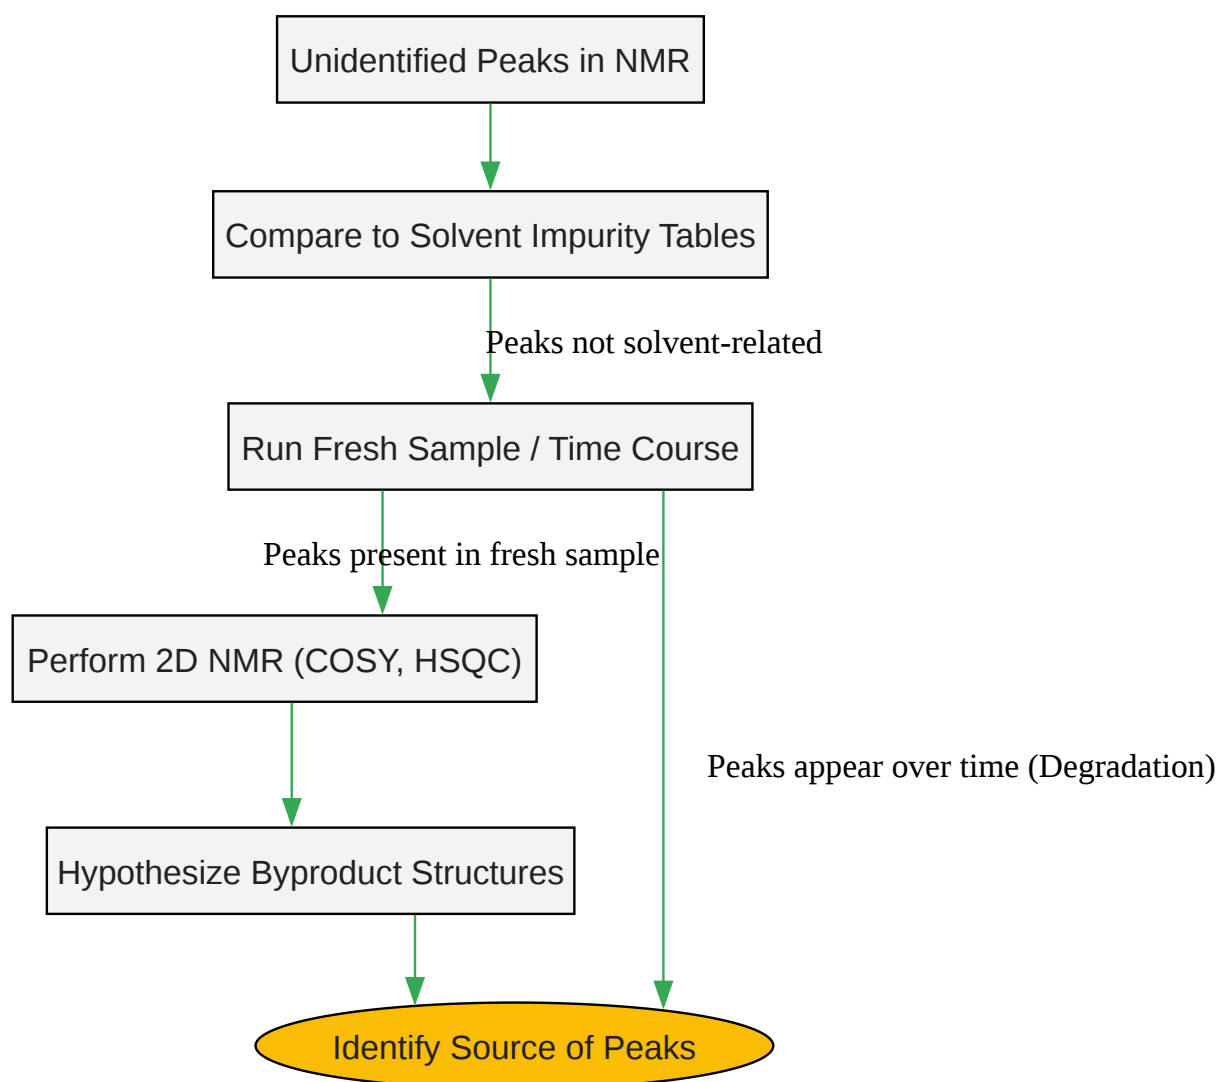 Unidentified Peaks in NMR
Compare to Solvent Impurity Tables
Peaks not solvent-related
Run Fresh Sample / Time Course
Peaks present in fresh sample
Perform 2D NMR (COSY, HSQC)
Peaks appear over time (Degradation)
Hypothesize Byproduct Structures
Identify Source of Peaks